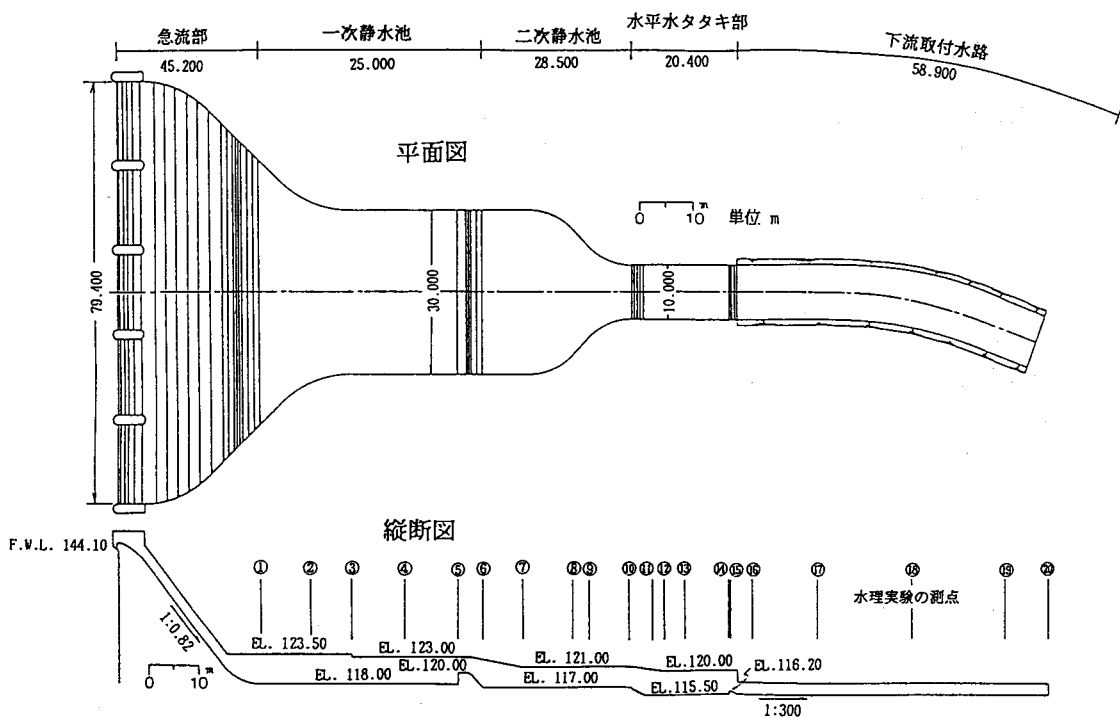 急流部
一次静水池
二次静水池
水平水タタキ部
下流取付水路
45.200
25.000
28.500
20.400
58.900
平面図
0 10 m
単位 m
79.400
30.000
10.000
縦断図
F.W.L. 144.10
① ② ③ ④ ⑤ ⑥ ⑦ ⑧ ⑨ ⑩ ⑪ ⑫ ⑬ ⑭ ⑮ ⑯ ⑰ ⑱ ⑲ ⑳
水理実験の測点
1:0.82
EL. 123.50
EL. 123.00
EL.120.00
EL. 121.00
EL. 120.00
EL.116.20
0 10 m
EL. 118.00
EL. 117.00
EL.115.50
1:300